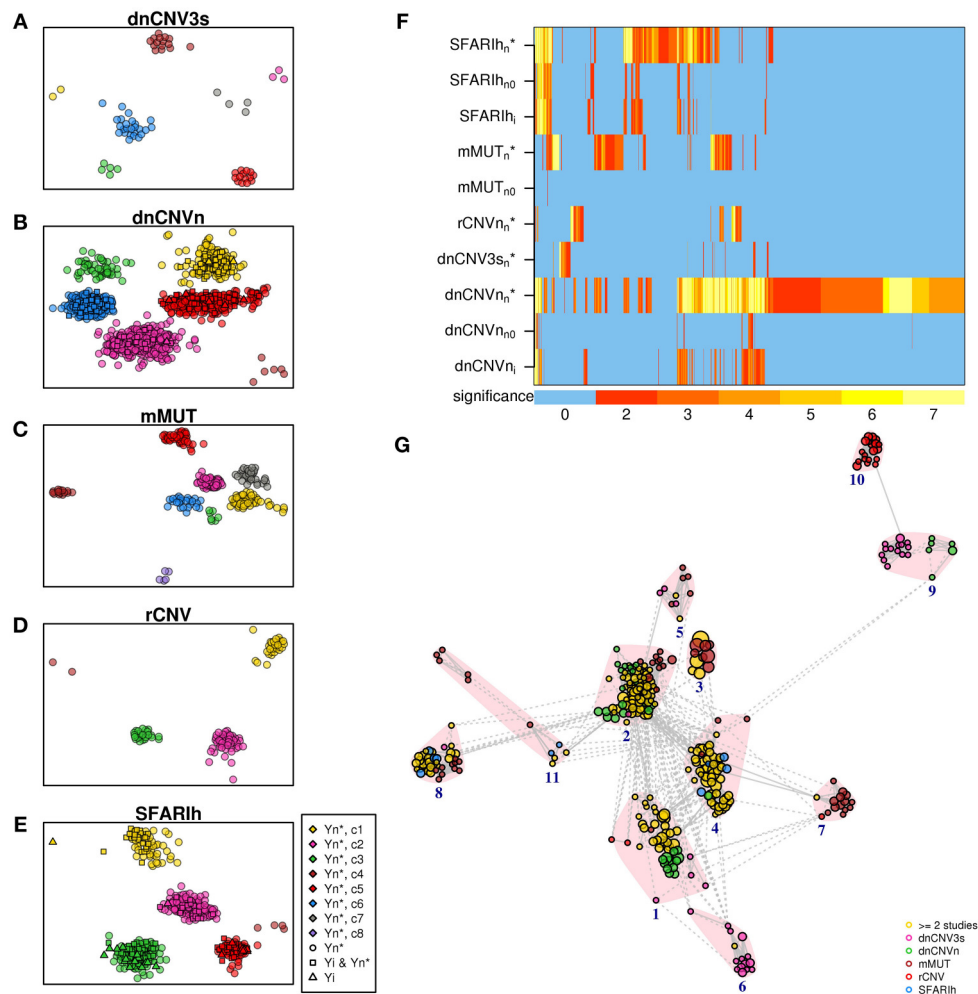 A
dnCNV3s
B
dnCNVn
C
mMUT
D
rCNV
E
SFARIh
Yn*, c1
Yn*, c2
Yn*, c3
Yn*, c4
Yn*, c5
Yn*, c6
Yn*, c7
Yn*, c8
Yn*
Yi & Yn*
Yi
F
SFARIhn*
SFARIhn0
SFARIhi
mMUTn*
mMUTn0
rCNVn*
dnCNV3sn*
dnCNVnn*
dnCNVnn0
dnCNVni
significance
0 2 3 4 5 6 7
G
10
9
5
3
2
8
11
4
7
1
6
>= 2 studies
dnCNV3s
dnCNVn
mMUT
rCNV
SFARIh